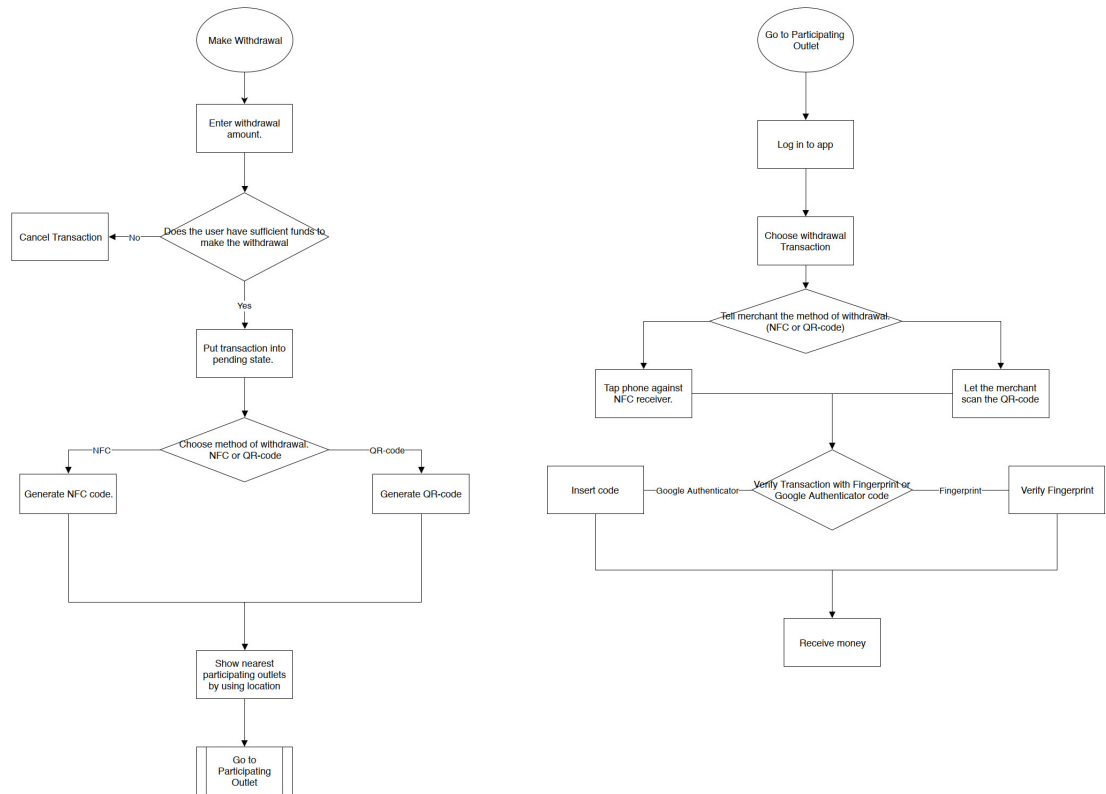 Make Withdrawal
Enter withdrawal
amount.
Does the user have sufficient funds to
make the withdrawal
No
Cancel Transaction
Yes
Put transaction into
pending state.
Choose method of withdrawal.
NFC or QR-code
NFC
QR-code
Generate NFC code.
Generate QR-code
Show nearest
participating outlets
by using location
Go to
Participating
Outlet
Go to Participating
Outlet
Log in to app
Choose withdrawal
Transaction
Tell merchant the method of withdrawal.
(NFC or QR-code)
Tap phone against
NFC receiver.
Let the merchant
scan the QR-code
Verify Transaction with Fingerprint or
Google Authenticator code
Google Authenticator
Fingerprint
Insert code
Verify Fingerprint
Receive money